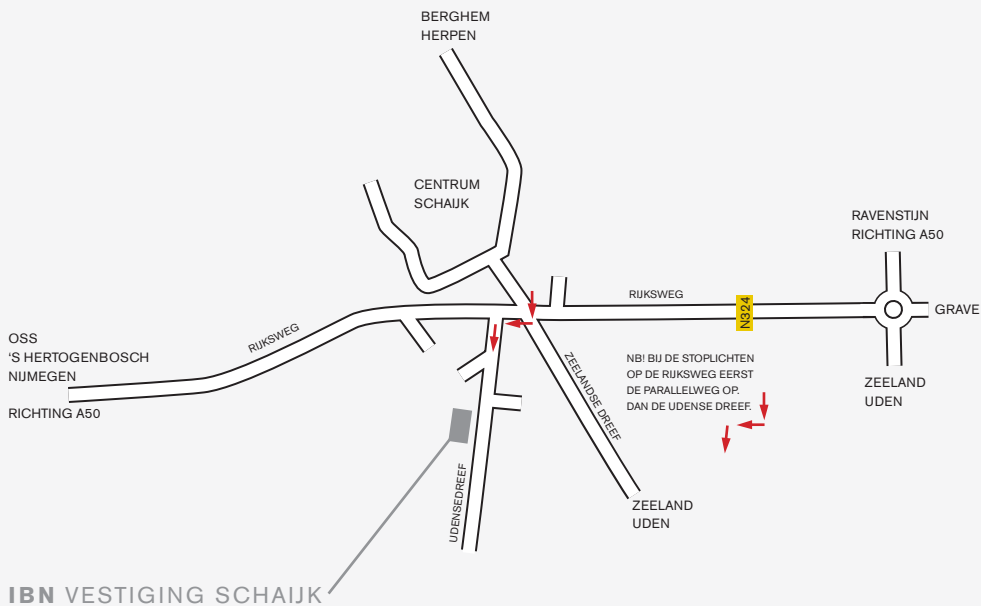 BERGHEM
HERPEN
CENTRUM
SCHAIJK
RAVENSTIJN
RICHTING A50
RIJKSWEG
N324
GRAVE
RIJKSWEG
OSS
‘S HERTOGENBOSCH
NIJMEGEN
RICHTING A50
ZEELANDSE DREEF
NB! BIJ DE STOPLICHTEN
OP DE RIJKSWEG EERST
DE PARALLELWEG OP.
DAN DE UDENSE DREEF.
ZEELAND
UDEN
UDENSEDREEF
ZEELAND
UDEN
IBN VESTIGING SCHAIJK